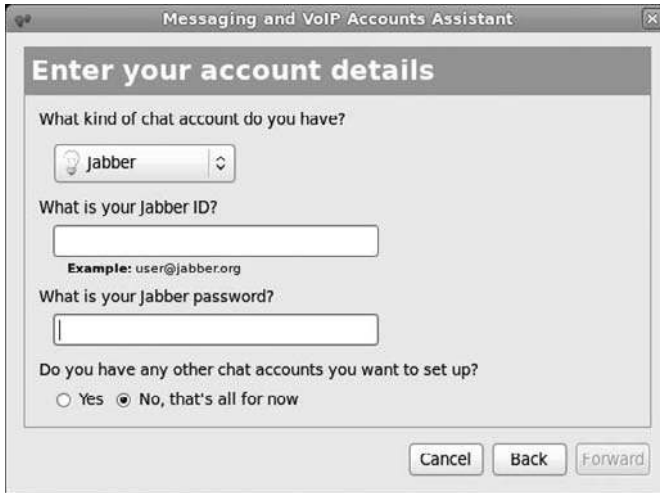 Messaging and VoIP Accounts Assistant
Enter your account details
What kind of chat account do you have?
Jabber
What is your Jabber ID?
Example: user@jabber.org
What is your Jabber password?
Do you have any other chat accounts you want to set up?
Yes No, that's all for now
Cancel Back Forward